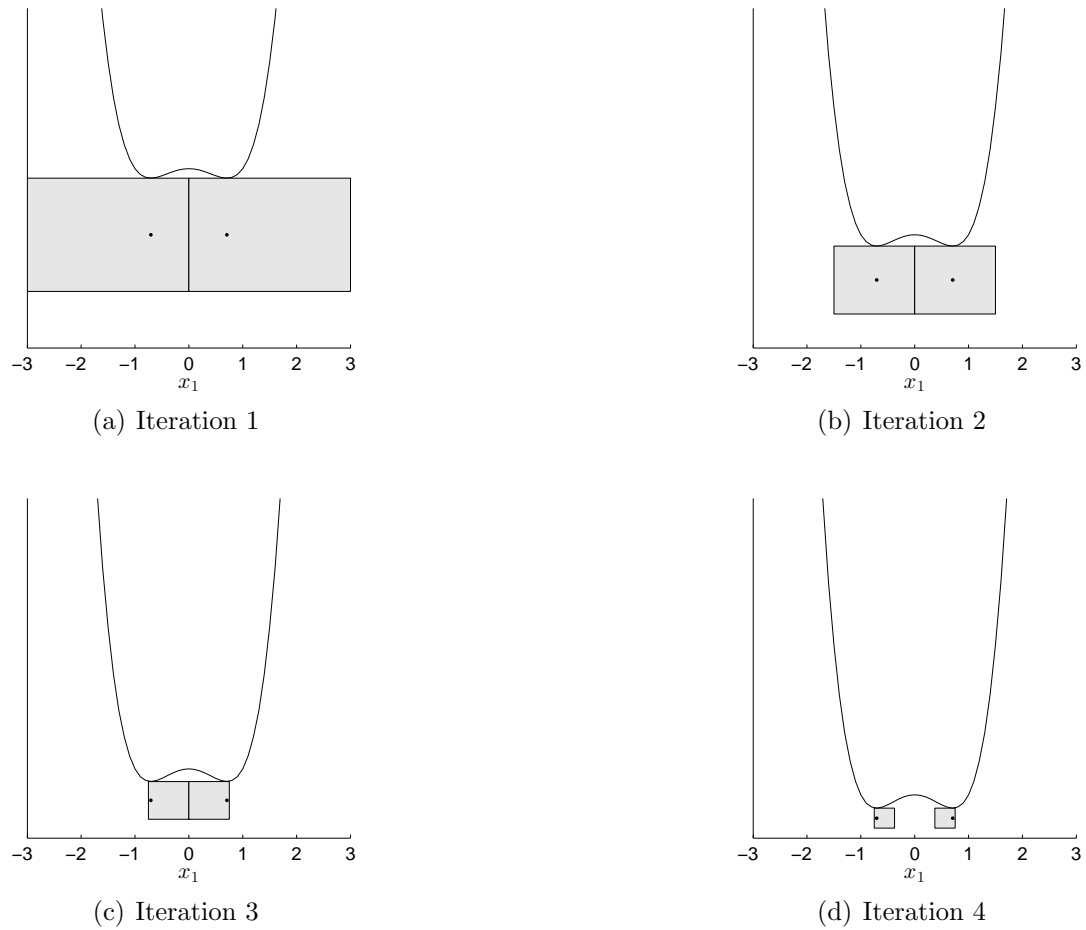 −3 −2 −1 0 1 2 3
x₁
(a) Iteration 1
−3 −2 −1 0 1 2 3
x₁
(b) Iteration 2
−3 −2 −1 0 1 2 3
x₁
(c) Iteration 3
−3 −2 −1 0 1 2 3
x₁
(d) Iteration 4